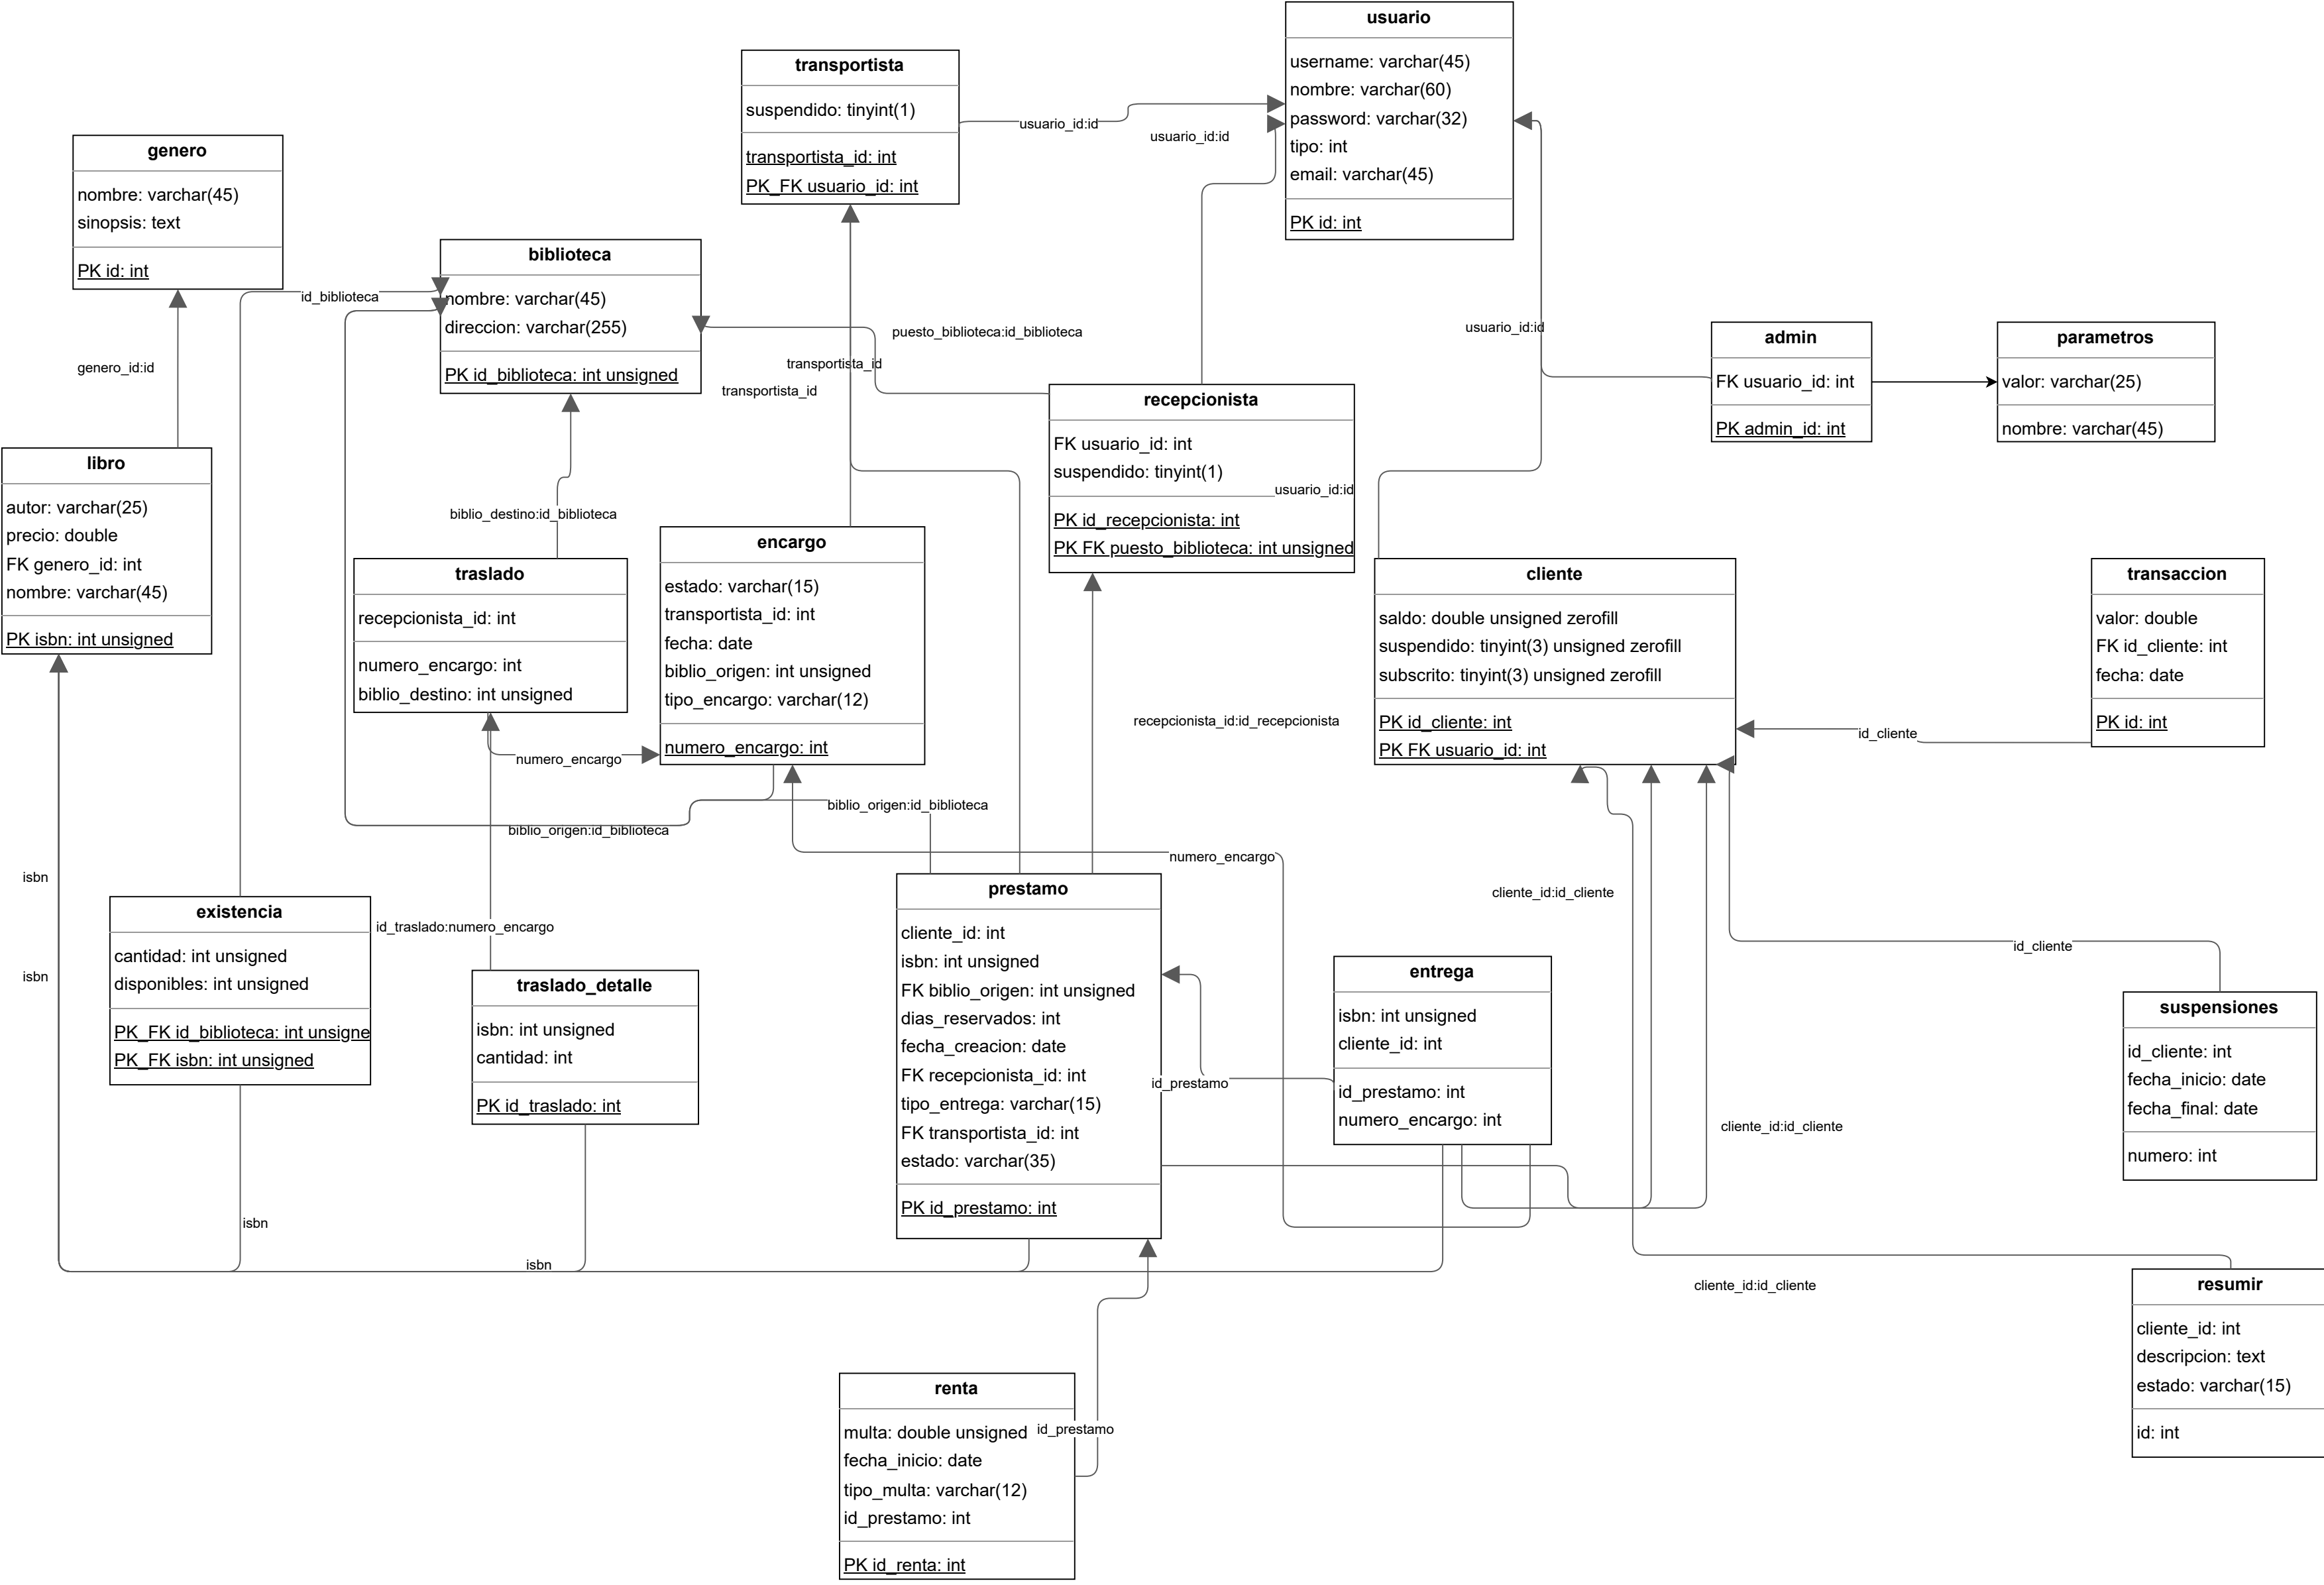 usuario
username: varchar(45)
nombre: varchar(60)
password: varchar(32)
tipo: int
email: varchar(45)
PK id: int
transportista
suspendido: tinyint(1)
transportista_id: int
PK_FK usuario_id: int
usuario_id:id
usuario_id:id
genero
nombre: varchar(45)
sinopsis: text
PK id: int
biblioteca
nombre: varchar(45)
direccion: varchar(255)
PK id_biblioteca: int unsigned
id_biblioteca
genero_id:id
puesto_biblioteca:id_biblioteca
transportista_id
transportista_id
usuario_id:id
admin
FK usuario_id: int
PK admin_id: int
parametros
valor: varchar(25)
nombre: varchar(45)
recepcionista
FK usuario_id: int
suspendido: tinyint(1)
usuario_id:id
PK id_recepcionista: int
PK FK puesto_biblioteca: int unsigned
libro
autor: varchar(25)
precio: double
FK genero_id: int
nombre: varchar(45)
PK isbn: int unsigned
biblio_destino:id_biblioteca
traslado
recepcionista_id: int
numero_encargo: int
biblio_destino: int unsigned
encargo
estado: varchar(15)
transportista_id: int
fecha: date
biblio_origen: int unsigned
tipo_encargo: varchar(12)
numero_encargo: int
cliente
saldo: double unsigned zerofill
suspendido: tinyint(3) unsigned zerofill
subscrito: tinyint(3) unsigned zerofill
PK id_cliente: int
PK FK usuario_id: int
transaccion
valor: double
FK id_cliente: int
fecha: date
PK id: int
recepcionista_id:id_recepcionista
id_cliente
numero_encargo
biblio_origen:id_biblioteca
biblio_origen:id_biblioteca
numero_encargo
isbn
cliente_id:id_cliente
existencia
cantidad: int unsigned
disponibles: int unsigned
PK_FK id_biblioteca: int unsigne
PK_FK isbn: int unsigned
id_traslado:numero_encargo
isbn
traslado_detalle
isbn: int unsigned
cantidad: int
PK id_traslado: int
prestamo
cliente_id: int
isbn: int unsigned
FK biblio_origen: int unsigned
dias_reservados: int
fecha_creacion: date
FK recepcionista_id: int
tipo_entrega: varchar(15)
FK transportista_id: int
estado: varchar(35)
PK id_prestamo: int
id_prestamo
entrega
isbn: int unsigned
cliente_id: int
id_prestamo: int
numero_encargo: int
id_cliente
suspensiones
id_cliente: int
fecha_inicio: date
fecha_final: date
numero: int
cliente_id:id_cliente
isbn
isbn
cliente_id:id_cliente
resumir
cliente_id: int
descripcion: text
estado: varchar(15)
id: int
renta
multa: double unsigned
fecha_inicio: date
tipo_multa: varchar(12)
id_prestamo: int
PK id_renta: int
id_prestamo